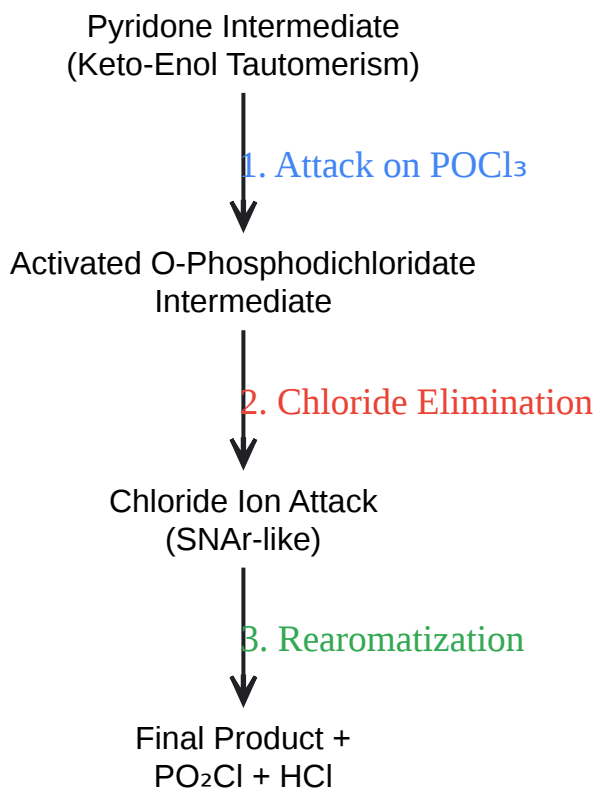 Pyridone Intermediate
(Keto-Enol Tautomerism)
1. Attack on POCl₃
Activated O-Phosphodichloridate
Intermediate
2. Chloride Elimination
Chloride Ion Attack
(SNAr-like)
3. Rearomatization
Final Product +
PO₂Cl + HCl